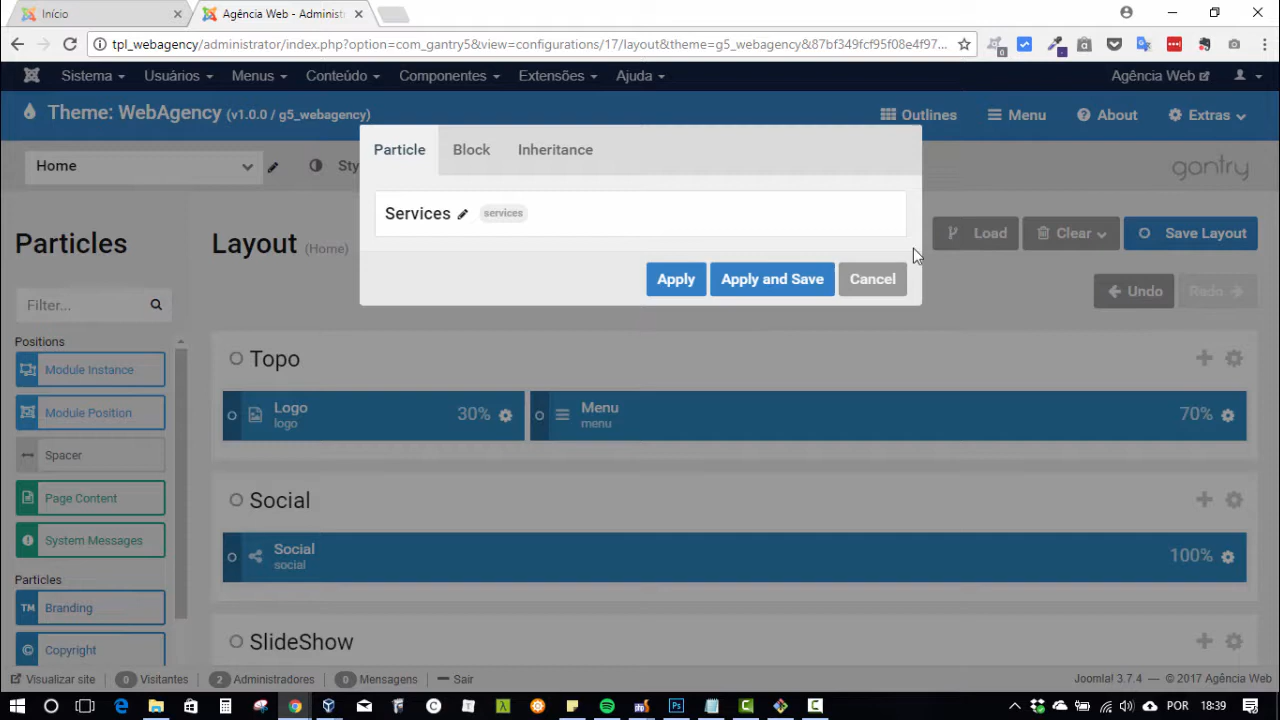 Início
Agência Web - Administ
tpl_webagency/administrator/index.php?option=com_gantry5&view=configurations/17/layout&theme=g5_webagency&87bf349fcf95f08e4f97...
Sistema Usuários Menus Conteúdo Componentes Extensões Ajuda Agência Web
Theme: WebAgency (v1.0.0 / g5_webagency) Outlines Menu About Extras
Particle Block Inheritance
Home Sty gantry
Services services
Particles Layout (Home) Load Clear Save Layout
Apply Apply and Save Cancel
Filter... Undo Redo
Positions
Module Instance
Module Position
Spacer
Page Content
System Messages
Particles
TM Branding
© Copyright
Topo
Logo 30%
logo
Menu 70%
menu
Social
Social 100%
social
SlideShow
Visualizar site 0 Visitantes 2 Administradores 0 Mensagens Sair Joomla! 3.7.4 — © 2017 Agência Web
POR 18:39